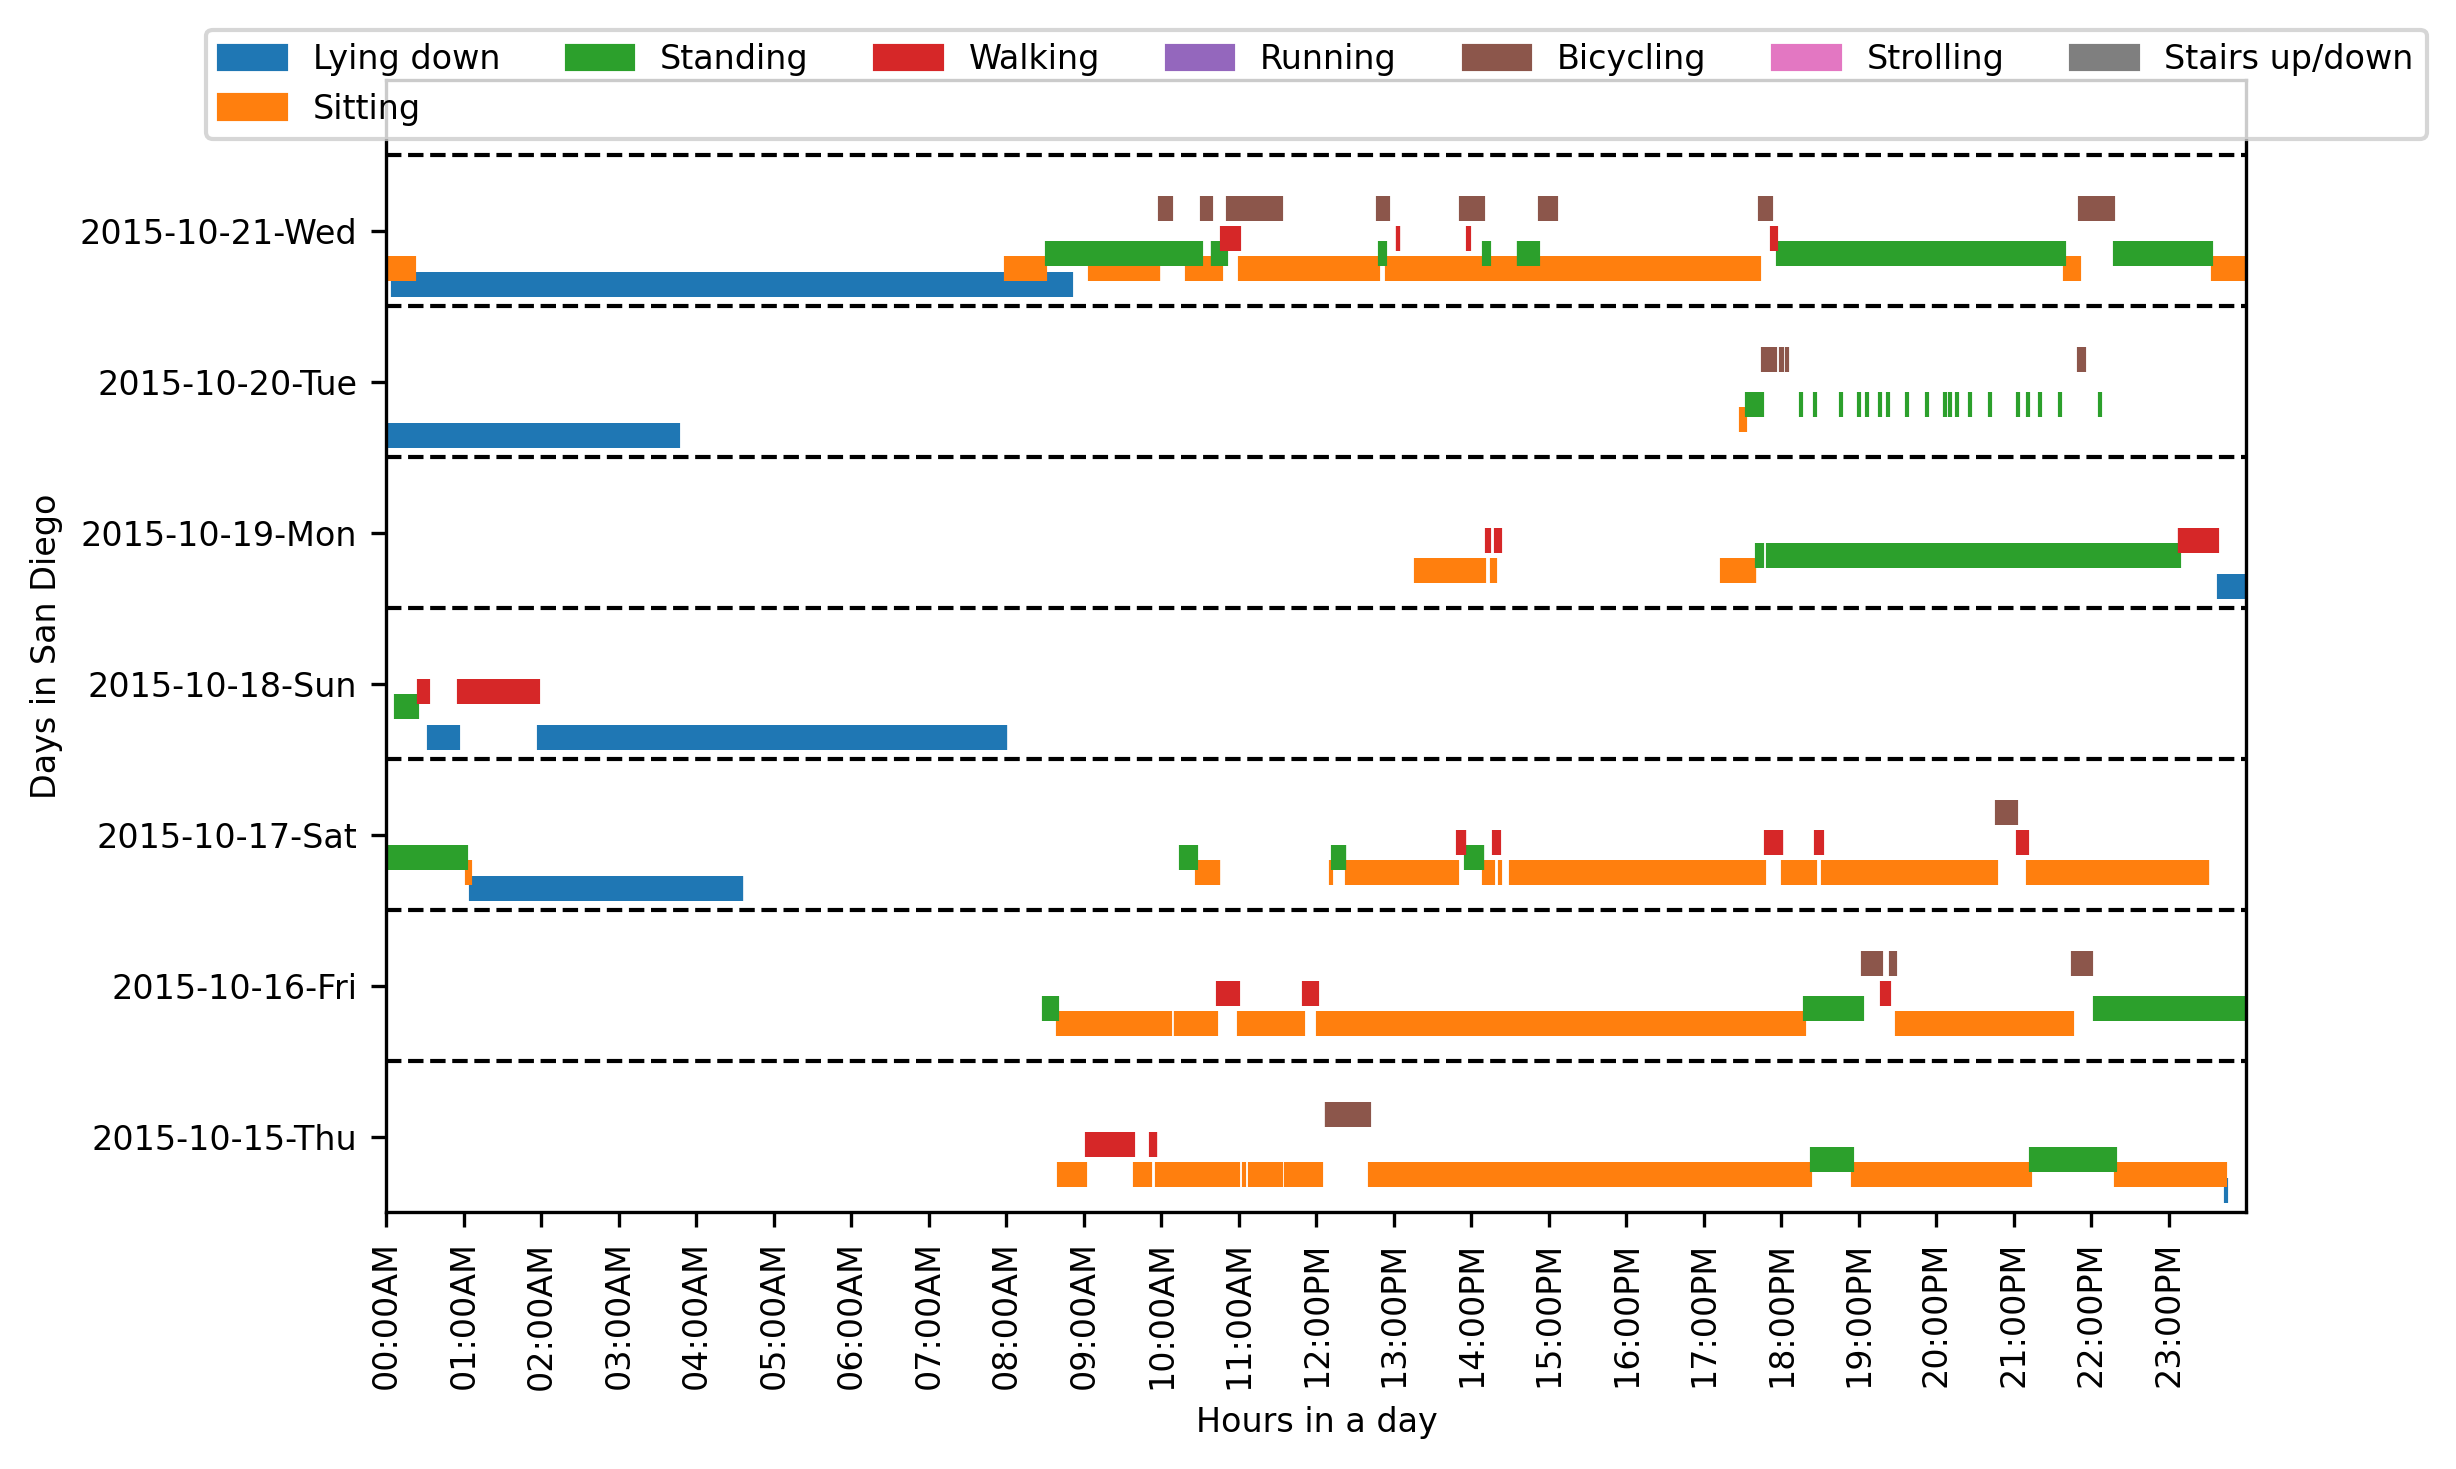 Lying down Standing Walking Running Bicycling Strolling Stairs up/down
Sitting
2015-10-21-Wed
2015-10-20-Tue
2015-10-19-Mon
2015-10-18-Sun
2015-10-17-Sat
2015-10-16-Fri
2015-10-15-Thu
Days in San Diego
00:00AM 01:00AM 02:00AM 03:00AM 04:00AM 05:00AM 06:00AM 07:00AM 08:00AM 09:00AM 10:00AM 11:00AM 12:00PM 13:00PM 14:00PM 15:00PM 16:00PM 17:00PM 18:00PM 19:00PM 20:00PM 21:00PM 22:00PM 23:00PM
Hours in a day